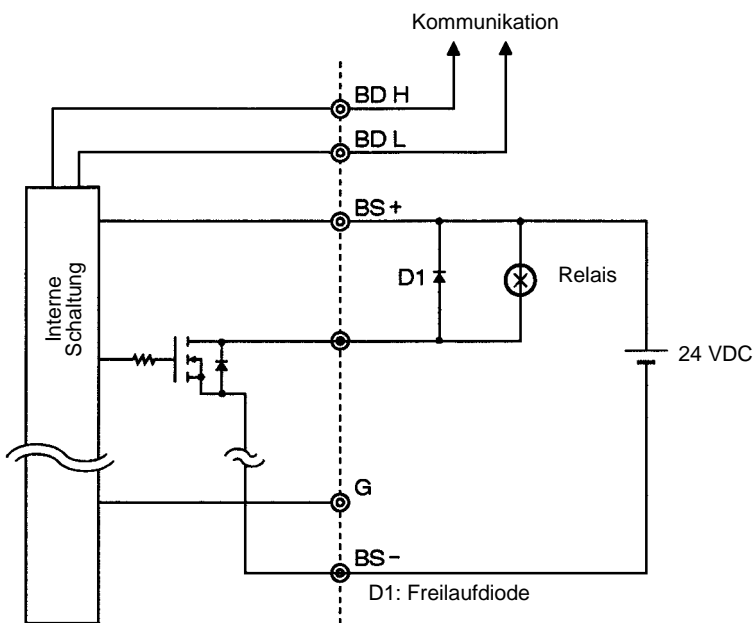 Kommunikation
BD H
BD L
BS+
D1
Relais
Interne
Schaltung
24 VDC
G
BS-
D1: Freilaufdiode